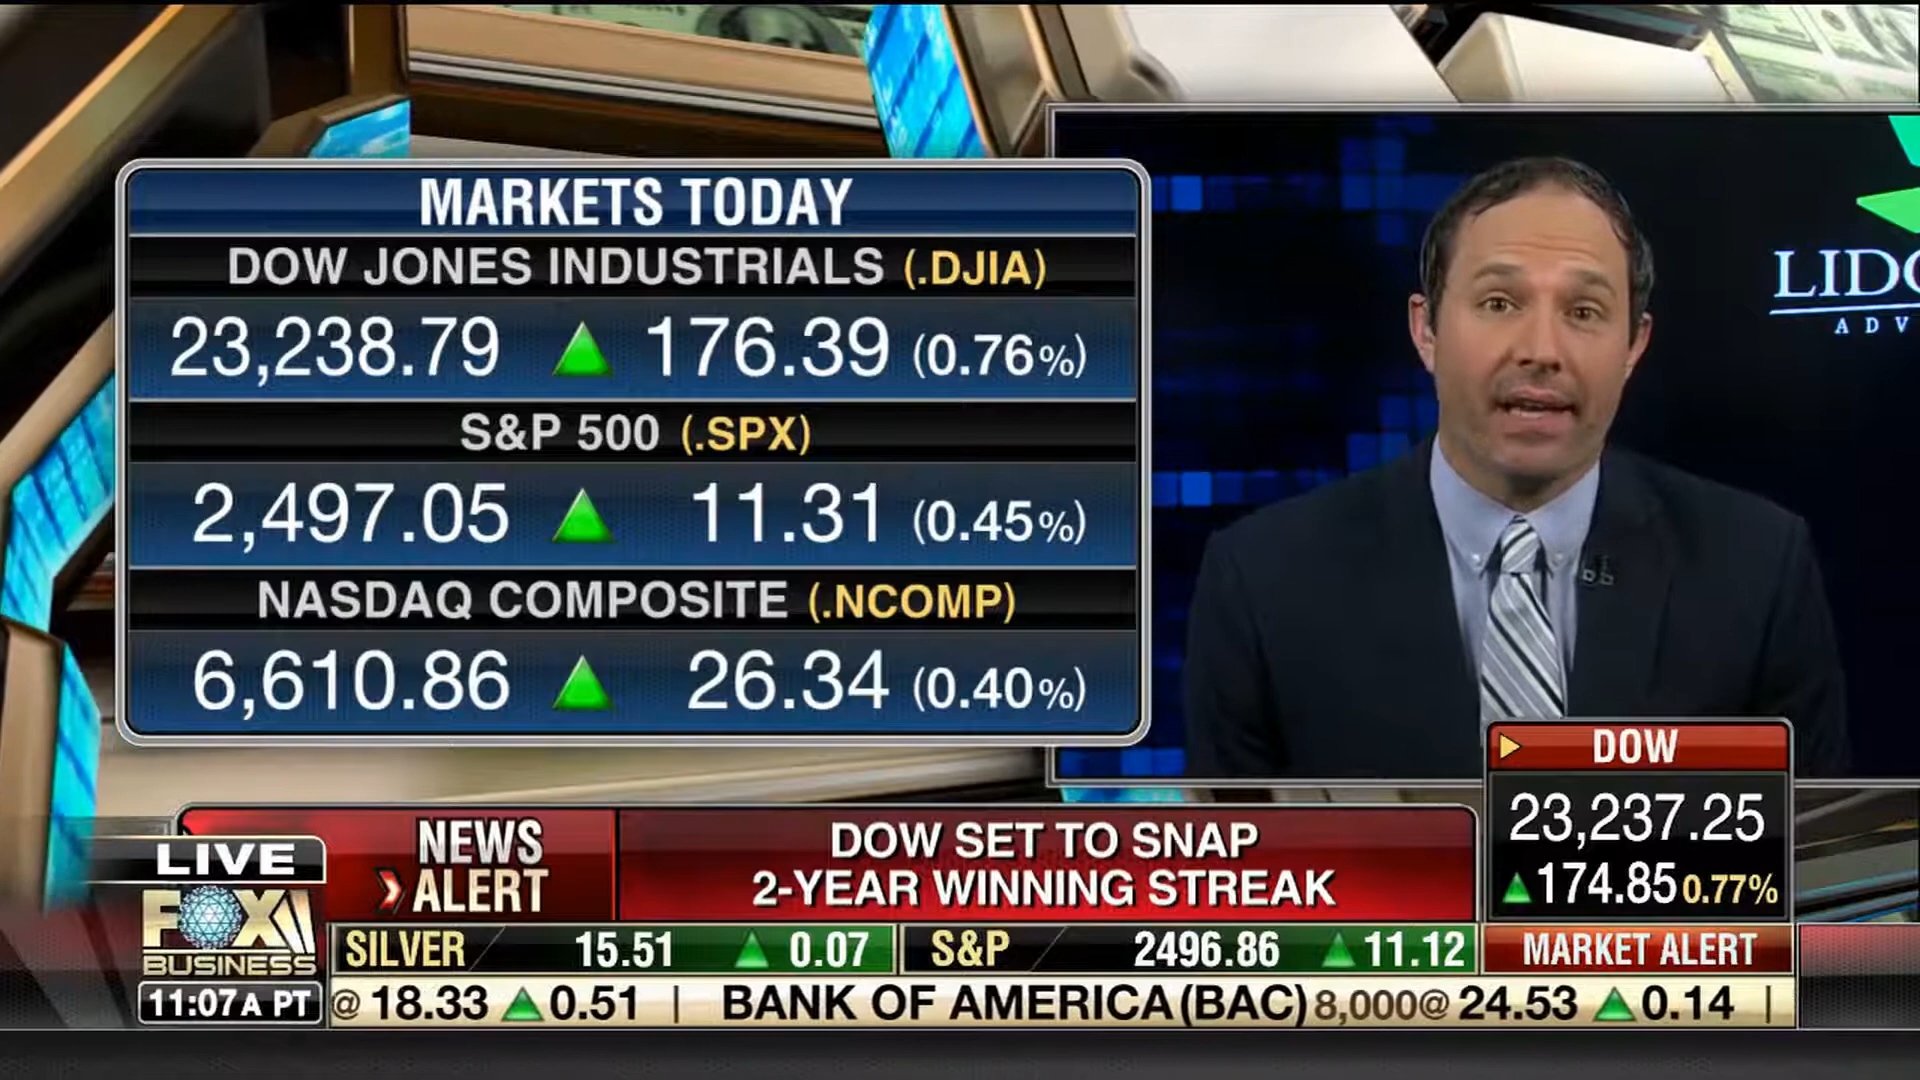 MARKETS TODAY
DOW JONES INDUSTRIALS (.DJIA)
23,238.79 ▲ 176.39 (0.76%)
S&P 500 (.SPX)
2,497.05 ▲ 11.31 (0.45%)
NASDAQ COMPOSITE (.NCOMP)
6,610.86 ▲ 26.34 (0.40%)
DOW
23,237.25
▲174.85 0.77%
MARKET ALERT
NEWS
ALERT
DOW SET TO SNAP
2-YEAR WINNING STREAK
LIVE
FOX
BUSINESS
11:07A PT
SILVER 15.51 ▲ 0.07
S&P 2496.86 ▲ 11.12
@ 18.33 ▲ 0.51 | BANK OF AMERICA (BAC) 8,000@ 24.53 ▲ 0.14 |